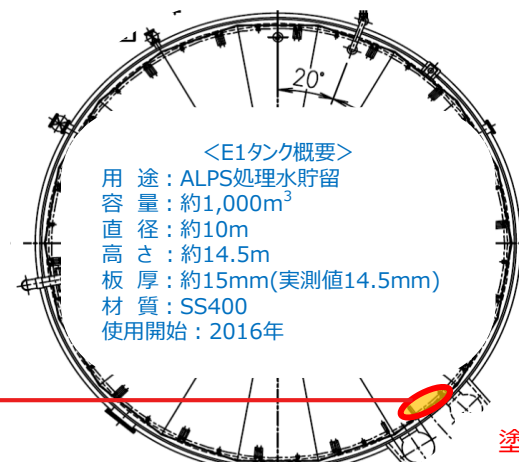 20°
<E1タンク概要>
用 途：ALPS処理水貯留
容 量：約1,000m³
直 径：約10m
高 さ：約14.5m
板 厚：約15mm(実測値14.5mm)
材 質：SS400
使用開始：2016年
塗